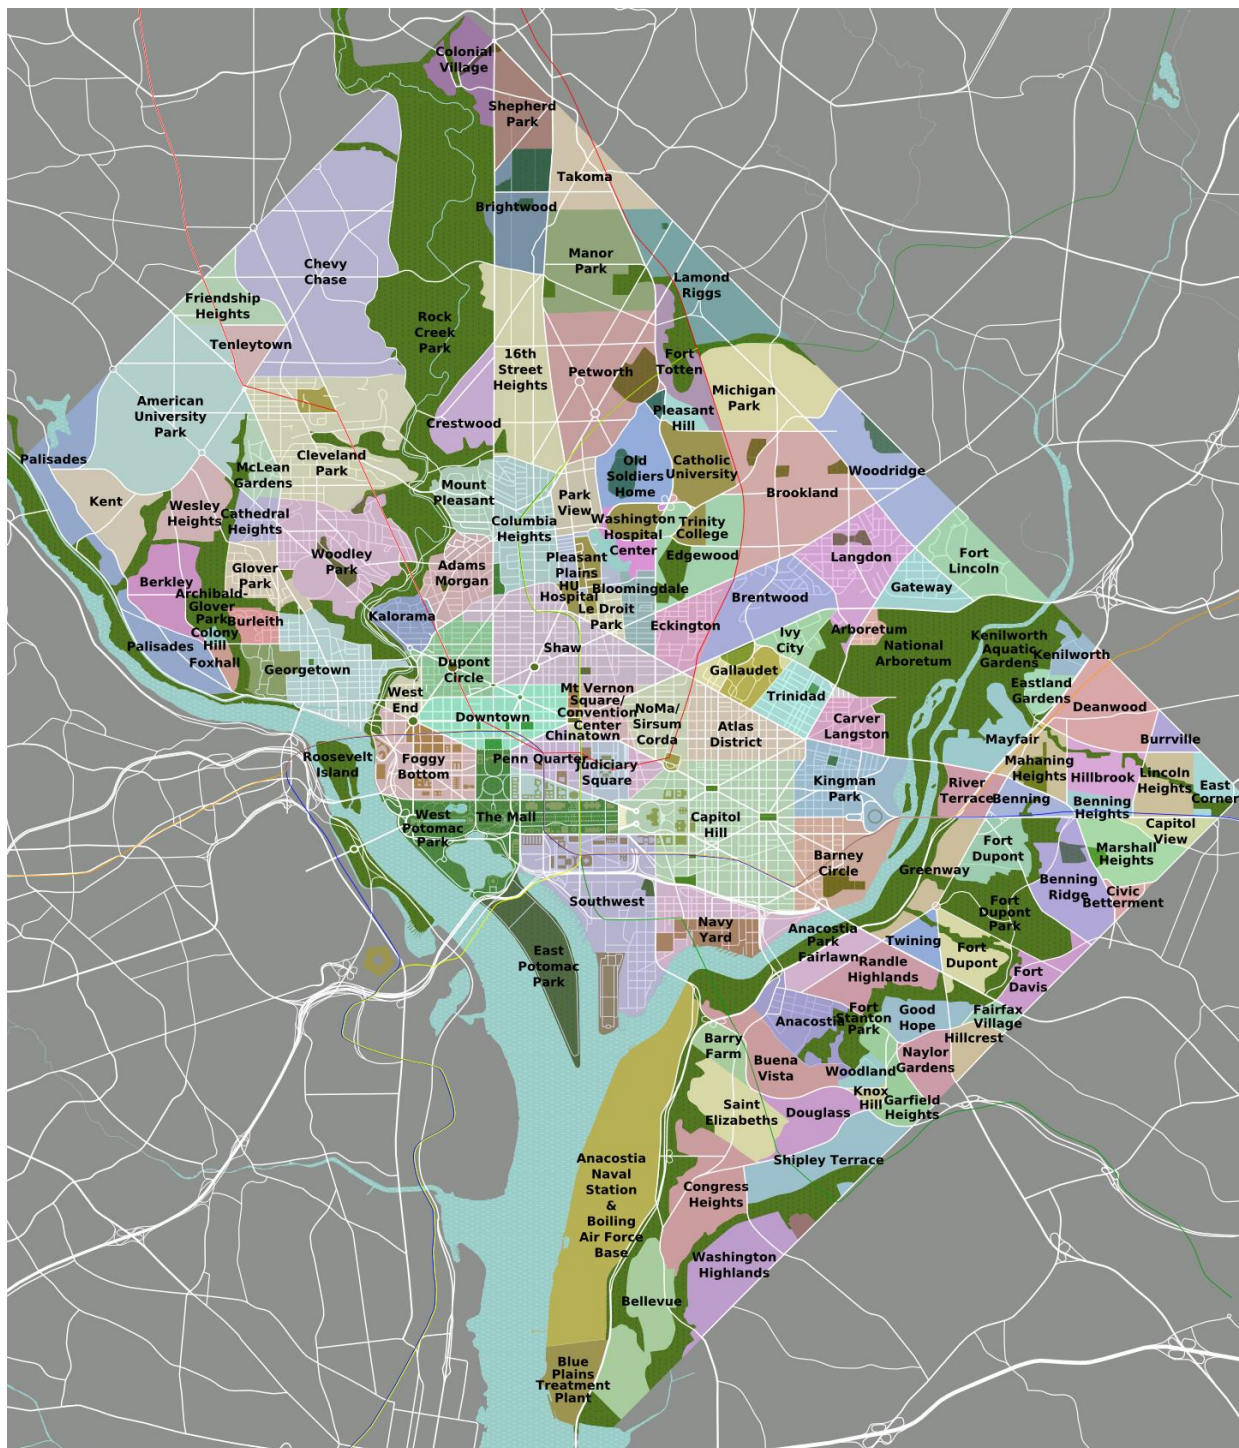 Colonial
Village
Shepherd
Park
Takoma
Brightwood
Manor
Park
Chevy
Chase
Lamond
Riggs
Friendship
Heights
Rock
Creek
Park
Tenleytown
16th
Street
Heights
Petworth
Fort
Totten
Michigan
Park
American
University
Park
Crestwood
Pleasant
Hill
Palisades
McLean
Gardens
Cleveland
Park
Mount
Pleasant
Old
Soldiers
Home
Catholic
University
Woodridge
Kent
Wesley
Heights
Cathedral
Heights
Columbia
Heights
Park
View
Washington
Hospital
Center
Trinity
College
Brookland
Woodley
Park
Edgewood
Langdon
Fort
Lincoln
Berkley
Glover
Park
Adams
Morgan
Pleasant
Plains
HU
Hospital
Bloomingdale
Gateway
Brentwood
Archibald-
Glover
Park
Burleith
Kalorama
Le Droit
Park
Eckington
Ivy
City
Arboretum
National
Arboretum
Kenilworth
Aquatic
Gardens
Kenilworth
Palisades
Colony
Hill
Foxhall
Georgetown
Dupont
Circle
Shaw
Gallaudet
Trinidad
Eastland
Gardens
Deanwood
West
End
Downtown
Mt Vernon
Square/
Convention
Center
Chinatown
NoMa/
Sirsum
Corda
Atlas
District
Carver
Langston
Mayfair
Burrville
Roosevelt
Island
Foggy
Bottom
Penn Quarter
Judiciary
Square
Kingman
Park
River
Terrace
Mahaning
Heights
Hillbrook
Lincoln
Heights
East
Corner
Benning
Benning
Heights
West
Potomac
Park
The Mall
Capitol
Hill
Capitol
View
Barney
Circle
Greenway
Fort
Dupont
Marshall
Heights
Benning
Ridge
Civic
Betterment
Southwest
Navy
Yard
Anacostia
Park
Fairlawn
Twining
Fort
Dupont
Park
Fort
Dupont
East
Potomac
Park
Randle
Highlands
Fort
Davis
Anacostia
Fort
Stanton
Park
Good
Hope
Fairfax
Village
Hillcrest
Barry
Farm
Buena
Vista
Woodland
Naylor
Gardens
Saint
Elizabeths
Douglass
Knox
Hill
Garfield
Heights
Anacostia
Naval
Station
&
Boiling
Air Force
Base
Shipley Terrace
Congress
Heights
Washington
Highlands
Bellevue
Blue
Plains
Treatment
Plant